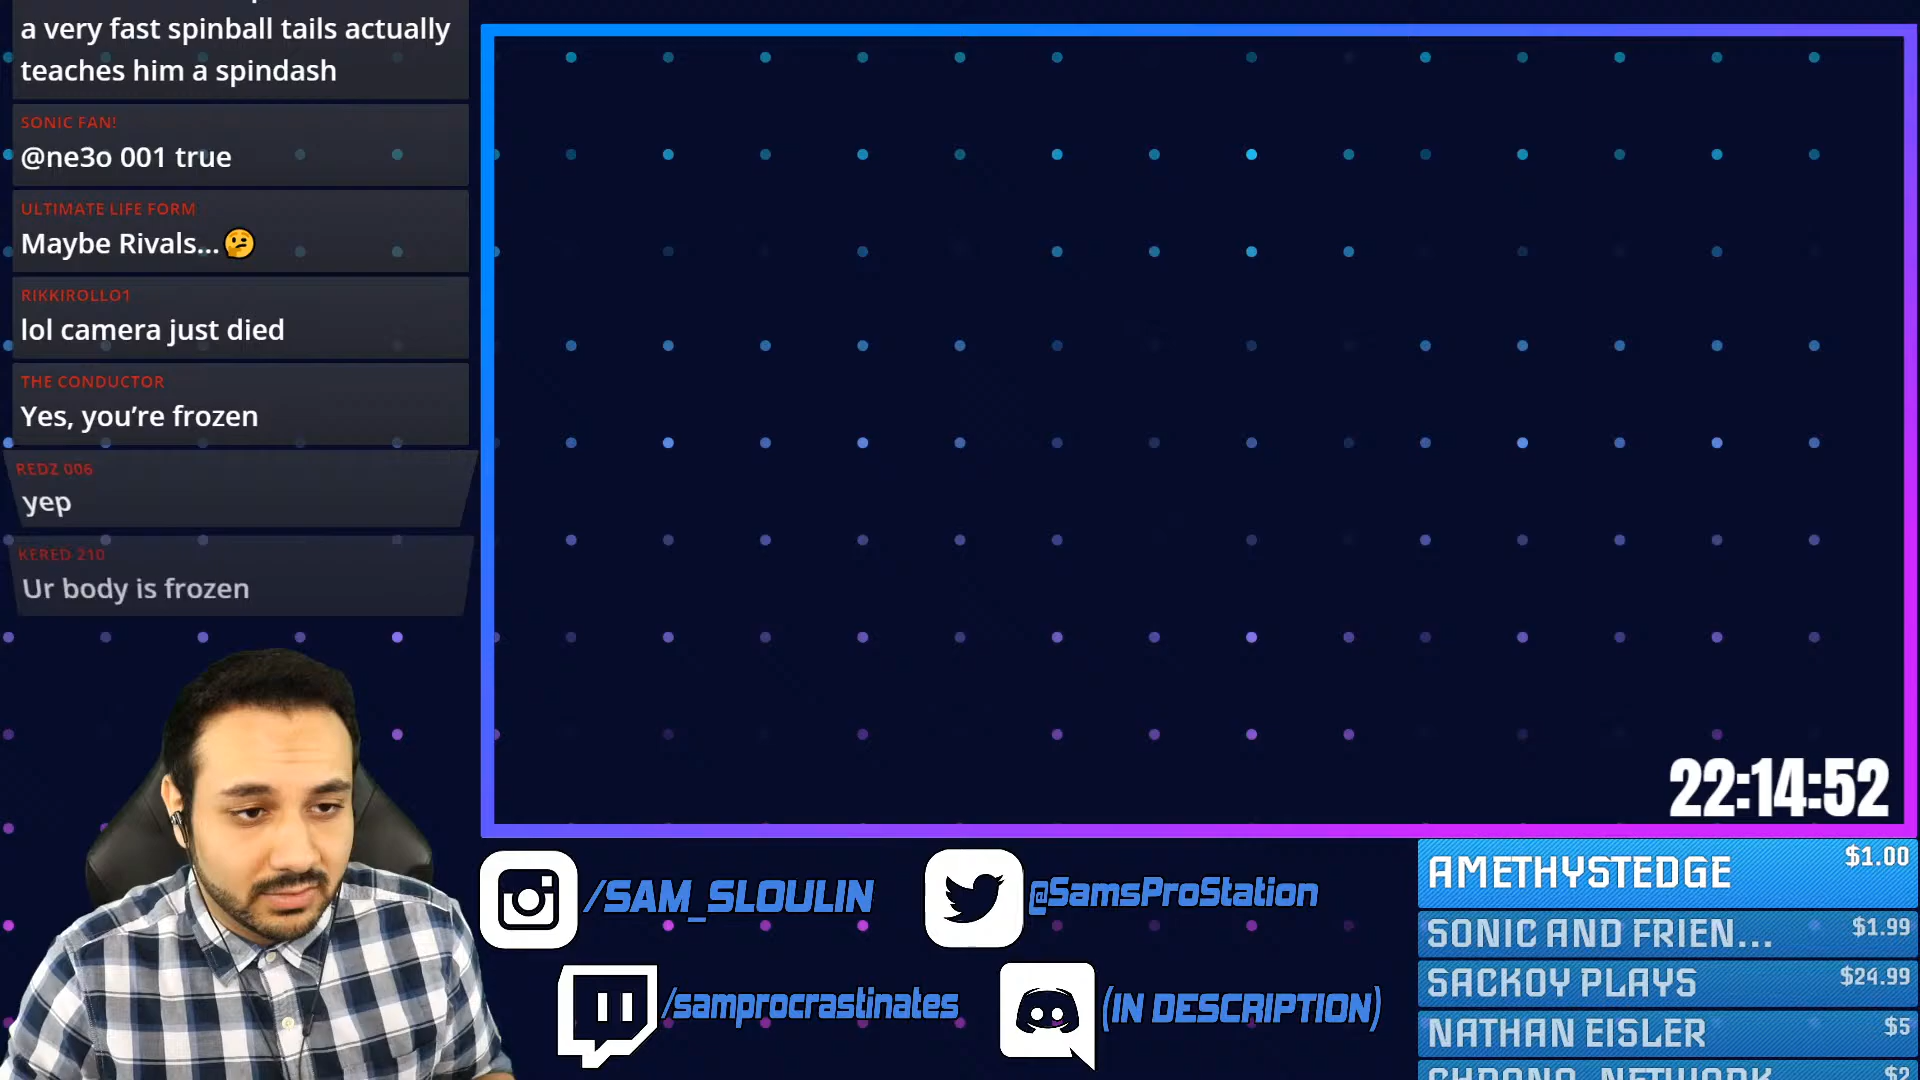 a very fast spinball tails actually
teaches him a spindash
SONIC FAN!
@ne3o 001 true
ULTIMATE LIFE FORM
Maybe Rivals...🤔
RIKKIROLLO1
lol camera just died
THE CONDUCTOR
Yes, you're frozen
REDZ 006
yep
KERED 210
Ur body is frozen
22:14:52
/SAM_SLOULIN
@SamsProStation
/samprocrastinates
(IN DESCRIPTION)
AMETHYSTEDGE $1.00
SONIC AND FRIEN... $1.99
SACKOY PLAYS $24.99
NATHAN EISLER $5
CHRONO_NETWORK $2